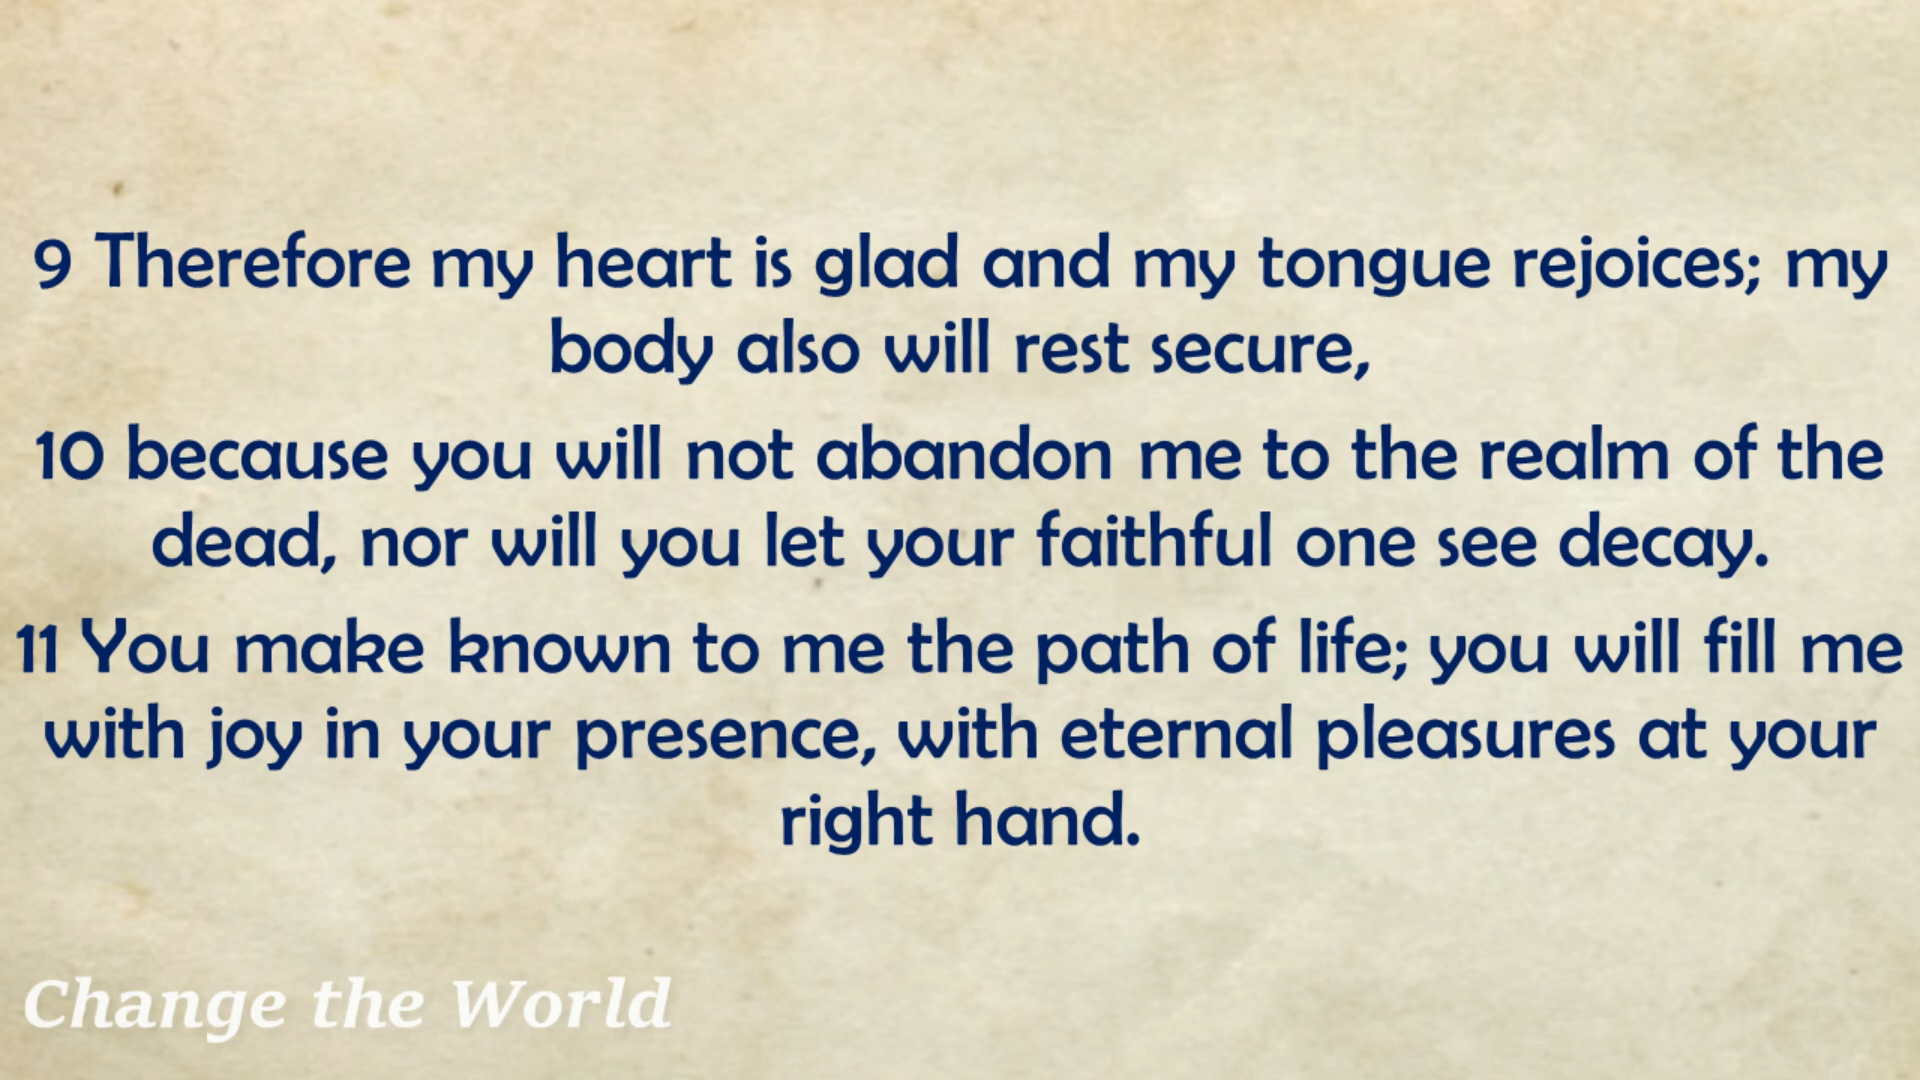 9 Therefore my heart is glad and my tongue rejoices; my
body also will rest secure,
10 because you will not abandon me to the realm of the
dead, nor will you let your faithful one see decay.
11 You make known to me the path of life; you will fill me
with joy in your presence, with eternal pleasures at your
right hand.
Change the World